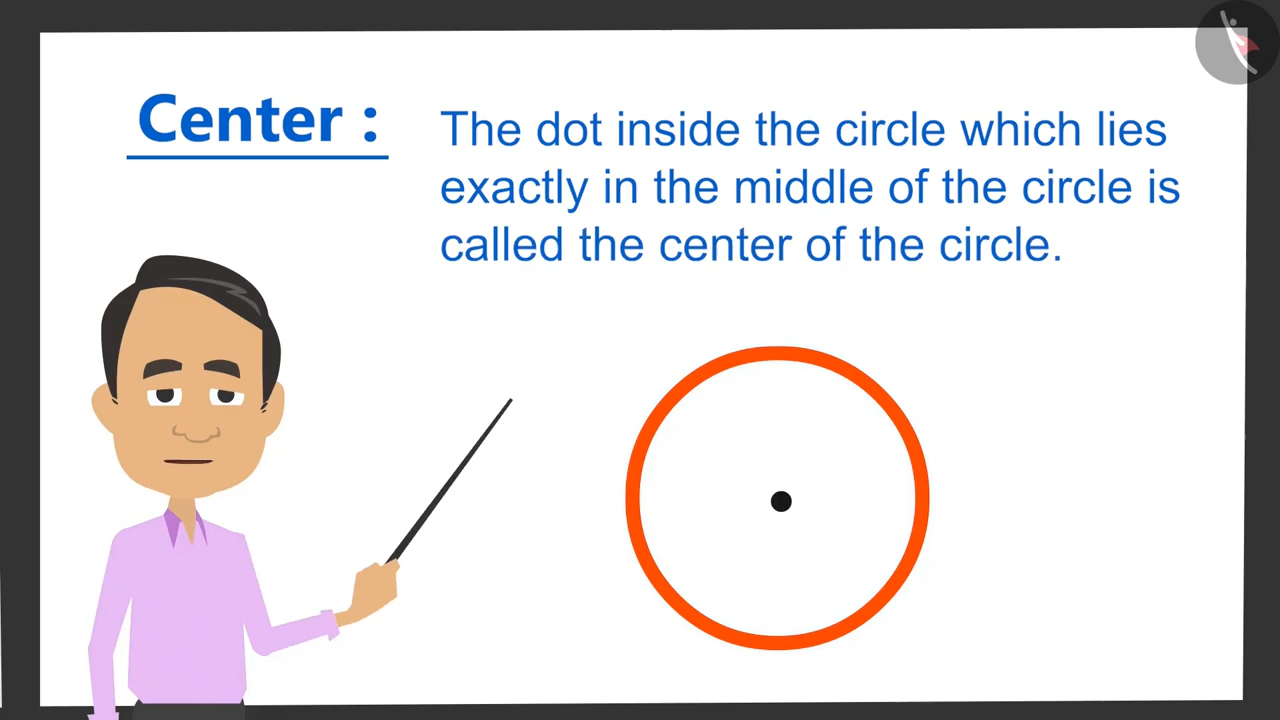 Center :
The dot inside the circle which lies
exactly in the middle of the circle is
called the center of the circle.